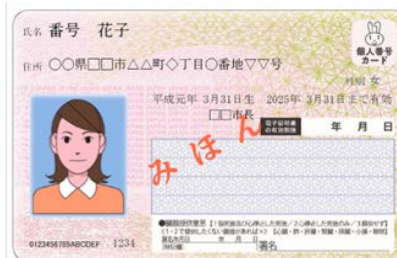 氏名 番号 花子
個人番号
カード
住所 ○○県□□市△△町◇丁目○番地▽▽号
性別 女
平成元年 3月31日生 2025年 3月31日まで有効
□□市長
電子証明書
の有効期限
年 月 日
みほん
0123456789ABCDEF 1234
署名
年 月 日